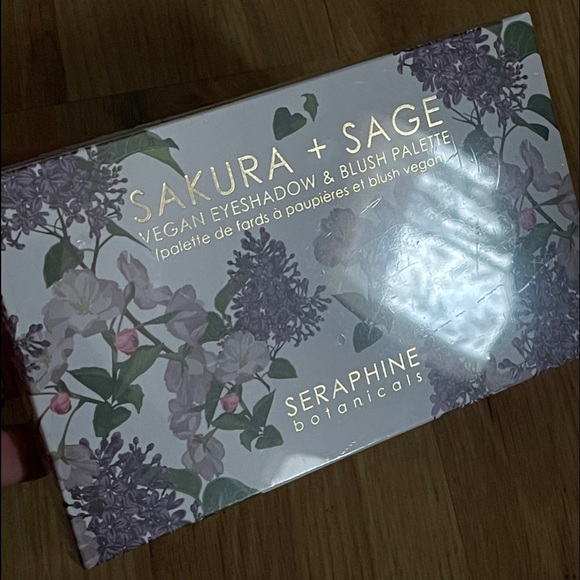 SAKURA + SAGE
VEGAN EYESHADOW & BLUSH PALETTE
(palette de fards à paupières et blush vegan)
SERAPHINE
botanicals